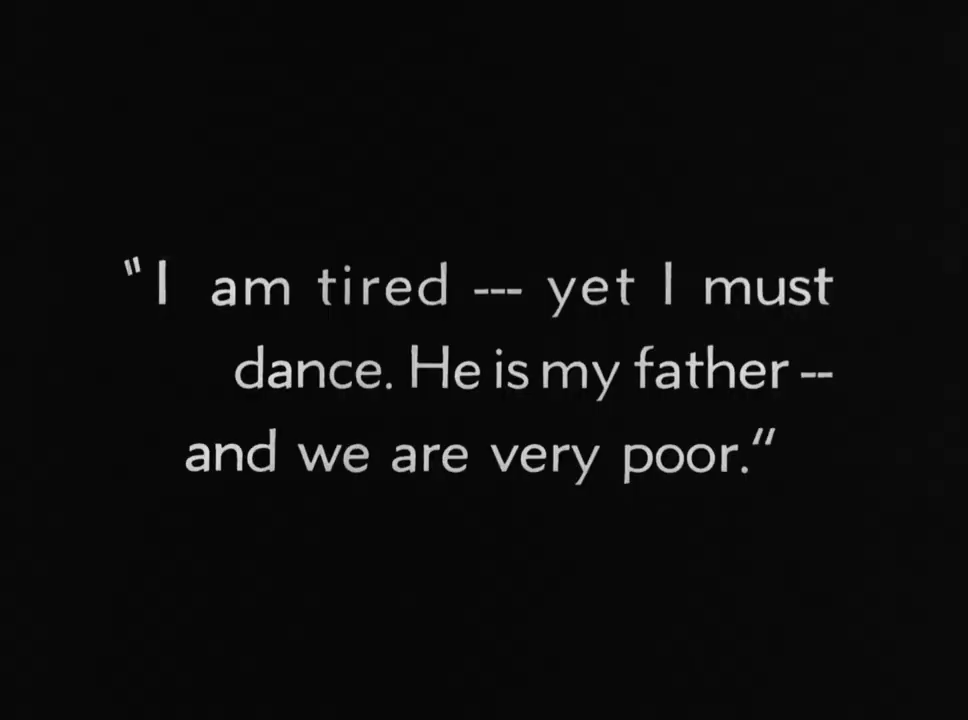 "I am tired --- yet I must
dance. He is my father --
and we are very poor."